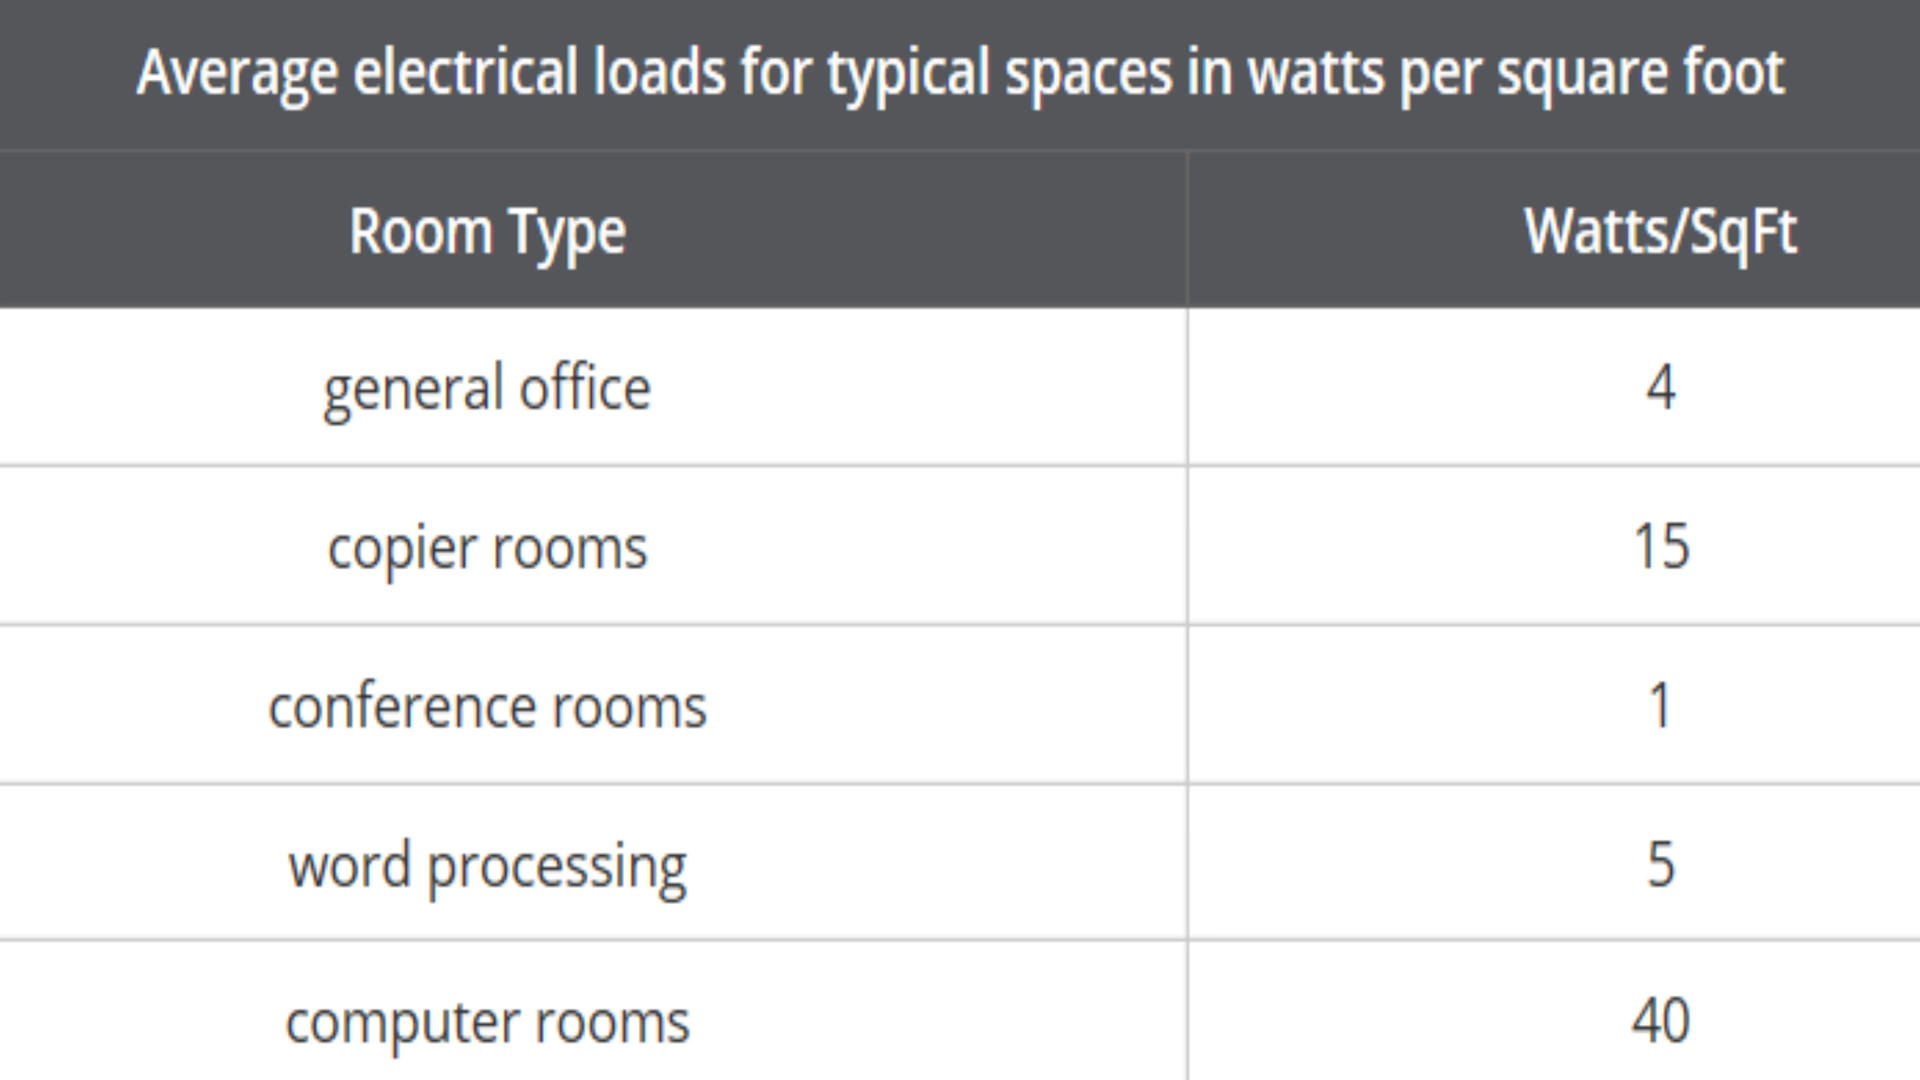 Average electrical loads for typical spaces in watts per square foot
Room Type Watts/SqFt
general office 4
copier rooms 15
conference rooms 1
word processing 5
computer rooms 40